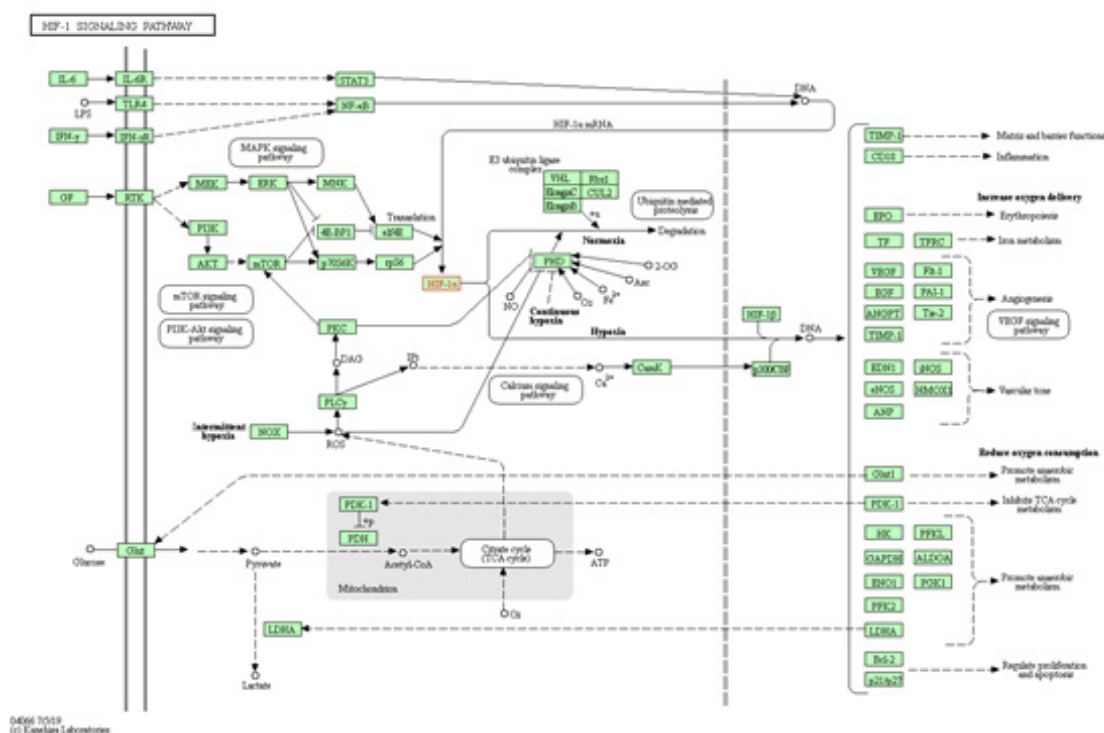 HIF-1 SIGNALING PATHWAY
IL-6
IL-6R
STAT3
DNA
LPS
TLR4
NF-κB
IFN-γ
IFN-γR
HIF-1α mRNA
MAPK signaling
pathway
E3 ubiquitin ligase
complex
VHL
Rbx1
ElonginC
CUL2
ElonginB
+u
Ubiquitin mediated
proteolysis
GF
RTK
MEK
ERK
MNK
Translation
PI3K
4E-BP1
eIF4E
Normoxia
Degradation
AKT
mTOR
p70S6K
rpS6
HIF-1α
PHD
2-OG
Asc
Fe2+
O2
NO
Continuous
hypoxia
mTOR signaling
pathway
PI3K-Akt signaling
pathway
PKC
Hypoxia
HIF-1β
DNA
DAG
IP3
Ca2+
CamK
p300/CBP
Calcium signaling
pathway
PLCγ
Intermittent
hypoxia
NOX
ROS
PDK-1
+p
PDH
Glucose
Glut
Pyruvate
Acetyl-CoA
Citrate cycle
(TCA cycle)
ATP
Mitochondrion
O2
LDHA
Lactate
TIMP-1
Matrix and barrier functions
CD18
Inflammation
Increase oxygen delivery
EPO
Erythropoiesis
TF
TFRC
Iron metabolism
VEGF
Flt-1
EGF
PAI-1
Angiogenesis
ANGPT
Tie-2
VEGF signaling
pathway
TIMP-1
EDN1
iNOS
eNOS
HMOX1
Vascular tone
ANP
Reduce oxygen consumption
Glut1
Promote anaerobic
metabolism
PDK-1
Inhibits TCA cycle
metabolism
HK
PFKL
GAPDH
ALDOA
ENO1
PGK1
Promote anaerobic
metabolism
PFK2
LDHA
Bcl-2
Regulate proliferation
and apoptosis
p21/p27
04066 7/5/19
(c) Kanehisa Laboratories